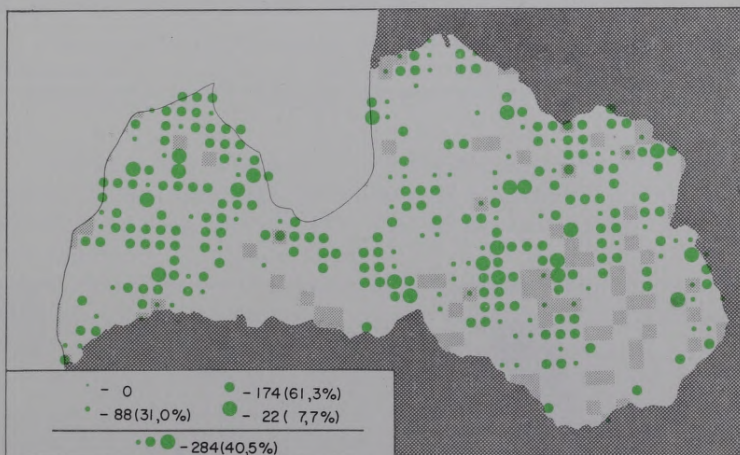 - 0
- 174(61,3%)
- 88(31,0%)
- 22( 7,7%)
- 284(40,5%)